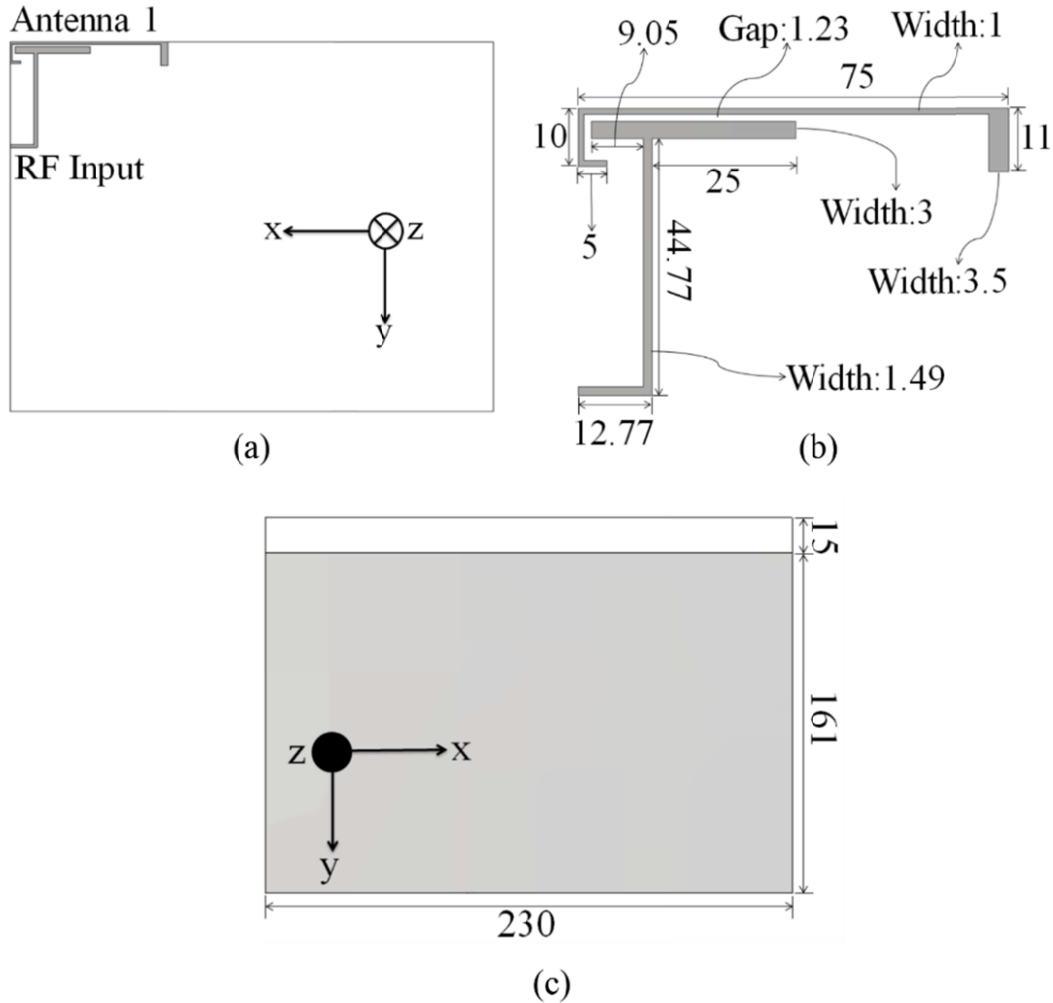 Antenna 1
RF Input
x
z
y
(a)
9.05
Gap:1.23
Width:1
75
10
11
25
5
Width:3
44.77
Width:3.5
Width:1.49
12.77
(b)
15
161
z
x
y
230
(c)